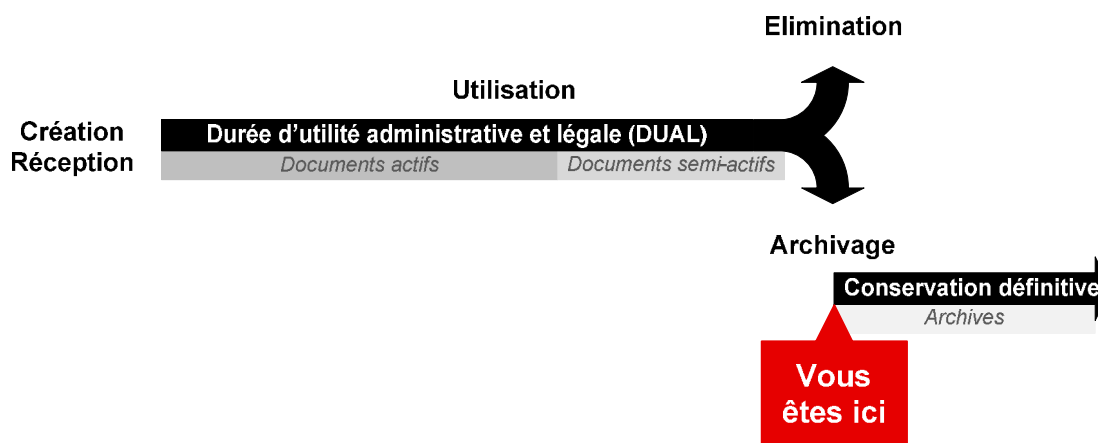 Elimination
Utilisation
Création
Réception
Durée d'utilité administrative et légale (DUAL)
Documents actifs
Documents semi-actifs
Archivage
Conservation définitive
Archives
Vous
êtes ici